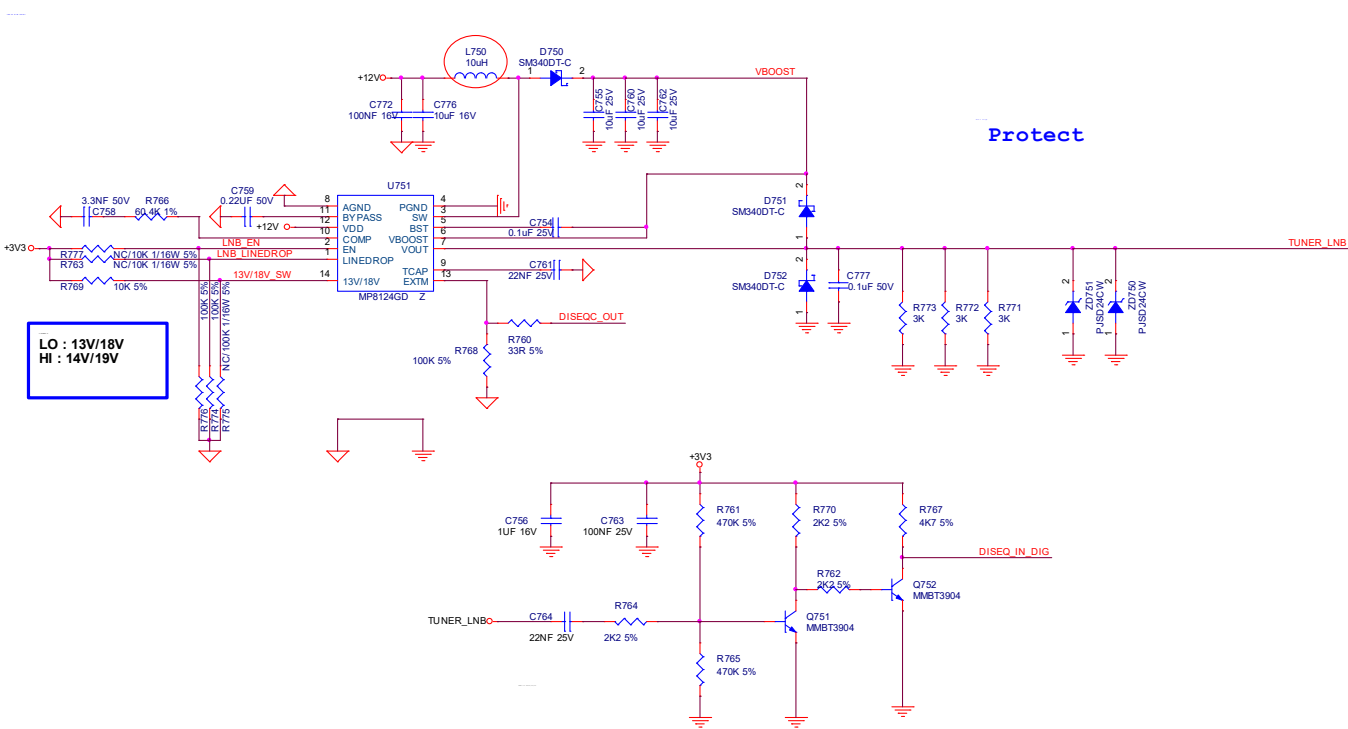 L750
10uH
D750
SM340DT-C
1
2
+12V
VBOOST
C772
100NF 16V
C776
10uF 16V
C755
10uF 25V
C760
10uF 25V
C762
10uF 25V
Protect
U751
3.3NF 50V
C758
R766
60.4K 1%
C759
0.22UF 50V
+12V
8
11
12
10
2
1
14
AGND
BYPASS
VDD
COMP
EN
LINEDROP
13V/18V
PGND
SW
BST
VBOOST
VOUT
TCAP
EXTM
4
3
5
6
7
9
13
MP8124GD Z
C754
0.1uF 25V
C761
22NF 25V
+3V3
LNB_EN
R777
NC/10K 1/16W 5%
LNB_LINEDROP
R763
NC/10K 1/16W 5%
13V/18V_SW
R769
10K 5%
100K 5%
100K 5%
NC/100K 1/16W 5%
R776
R774
R775
LO : 13V/18V
HI : 14V/19V
DISEQC_OUT
R760
33R 5%
R768
100K 5%
2
D751
SM340DT-C
1
TUNER_LNB
2
D752
SM340DT-C
1
C777
0.1uF 50V
R773
3K
R772
3K
R771
3K
2
1
ZD751
PJSD24CW
2
1
ZD750
PJSD24CW
+3V3
C756
1UF 16V
C763
100NF 25V
R761
470K 5%
R770
2K2 5%
R767
4K7 5%
DISEQ_IN_DIG
R762
2K2 5%
Q752
MMBT3904
TUNER_LNB
C764
22NF 25V
R764
2K2 5%
Q751
MMBT3904
R765
470K 5%